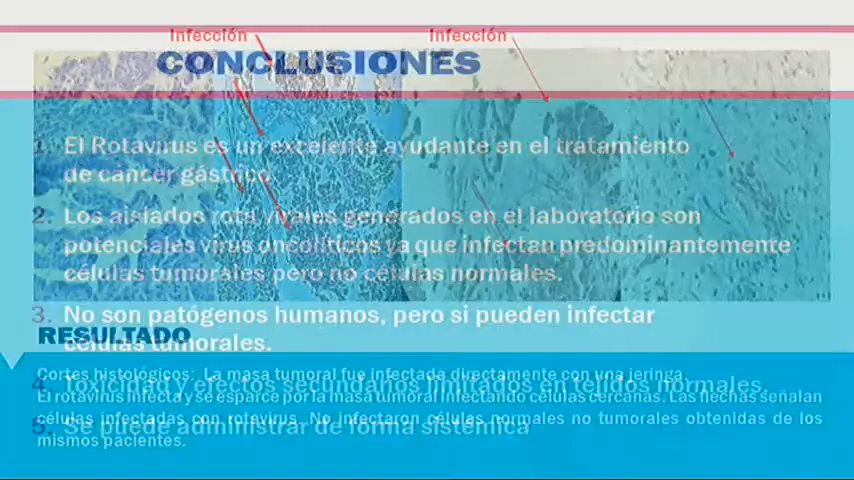 Infección Infección
CONCLUSIONES
1. El Rotavirus es un excelente ayudante en el tratamiento
de cáncer gástrico.
2. Los aislados rota virales generados en el laboratorio son
potenciales virus oncolíticos ya que infectan predominantemente
células tumorales pero no células normales.
3. No son patógenos humanos, pero si pueden infectar
células tumorales.
4. Toxicidad y efectos secundarios limitados en tejidos normales.
5. Se puede administrar de forma sistémica
RESULTADO
Cortes histológicos: La masa tumoral fue infectada directamente con una jeringa.
El rotavirus infecta y se esparce por la masa tumoral infectando células cercanas. Las flechas señalan
células infectadas con rotavirus. No infectaron células normales no tumorales obtenidas de los
mismos pacientes.